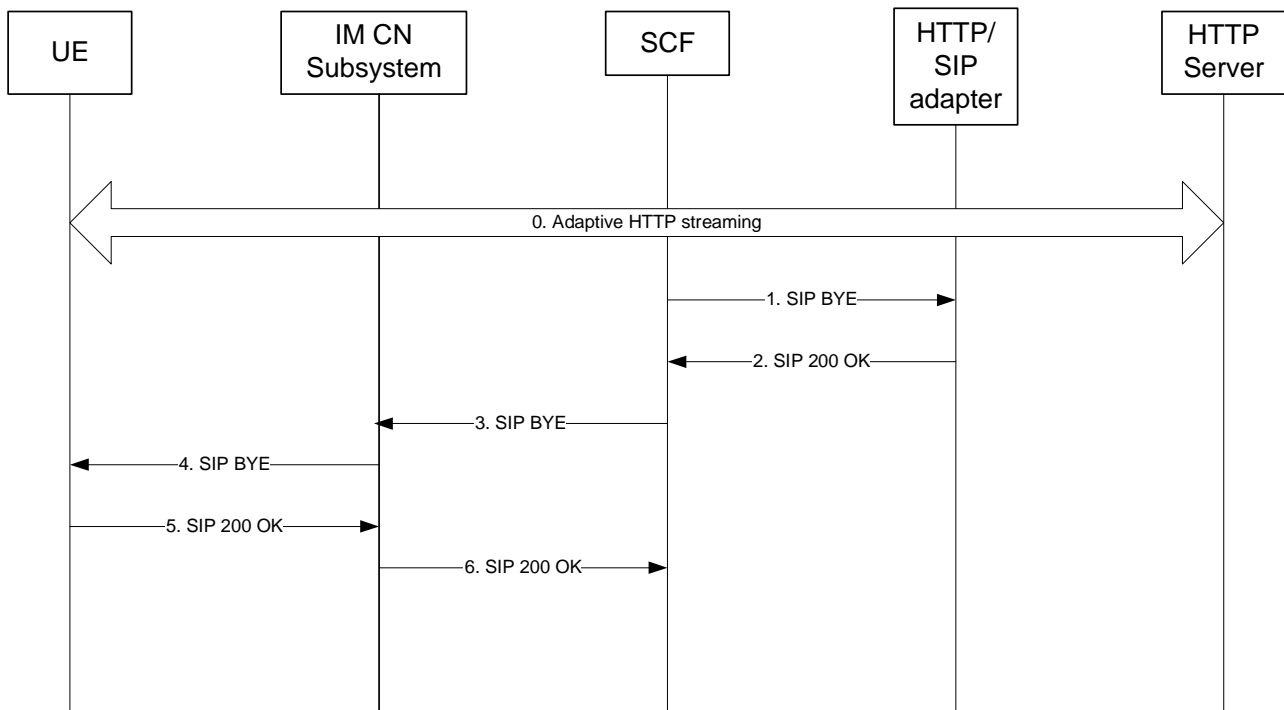 UE
IM CN
Subsystem
SCF
HTTP/
SIP
adapter
HTTP
Server
0. Adaptive HTTP streaming
1. SIP BYE
2. SIP 200 OK
3. SIP BYE
4. SIP BYE
5. SIP 200 OK
6. SIP 200 OK